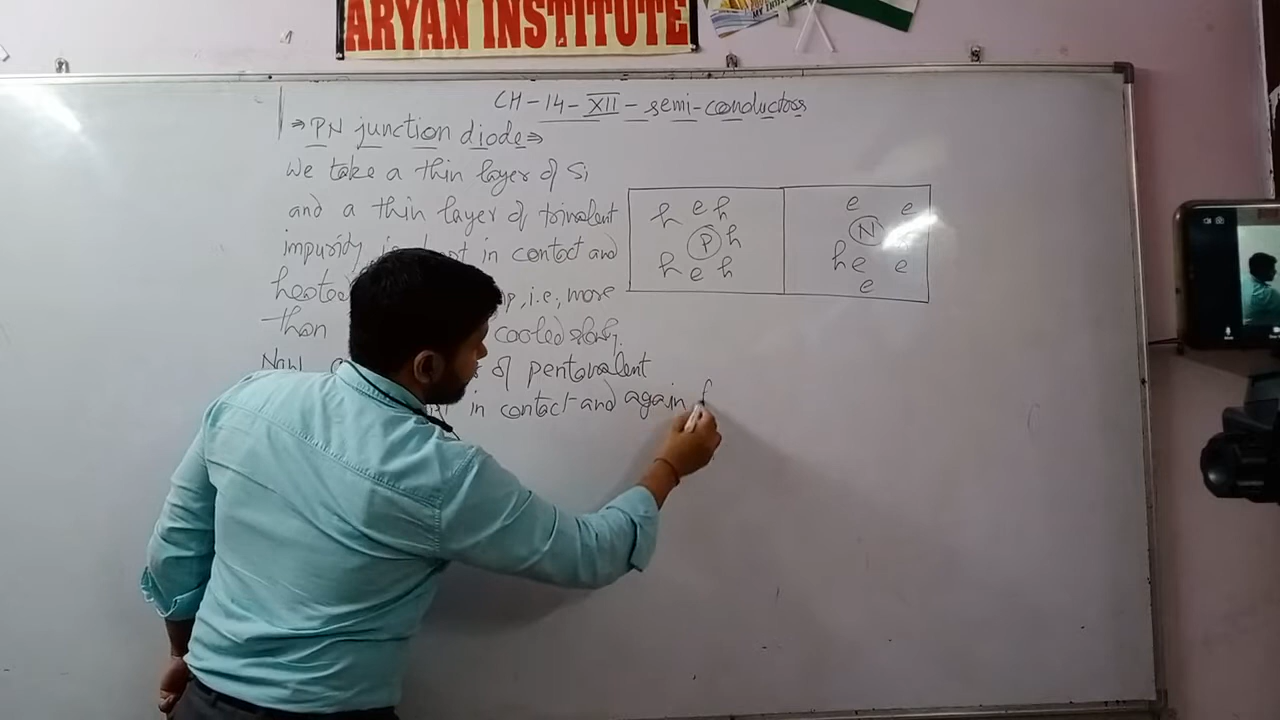 ARYAN INSTITUTE
CH-14-XII-semi-conductors
⇒ PN junction diode ⇒
We take a thin layer of Si
and a thin layer of trivalent
impurity in contact and
heated i.e., more
than cooled slowly.
Now of pentavalent
in contact and again
h e h
P h
h e h
e e
N
h e e
e